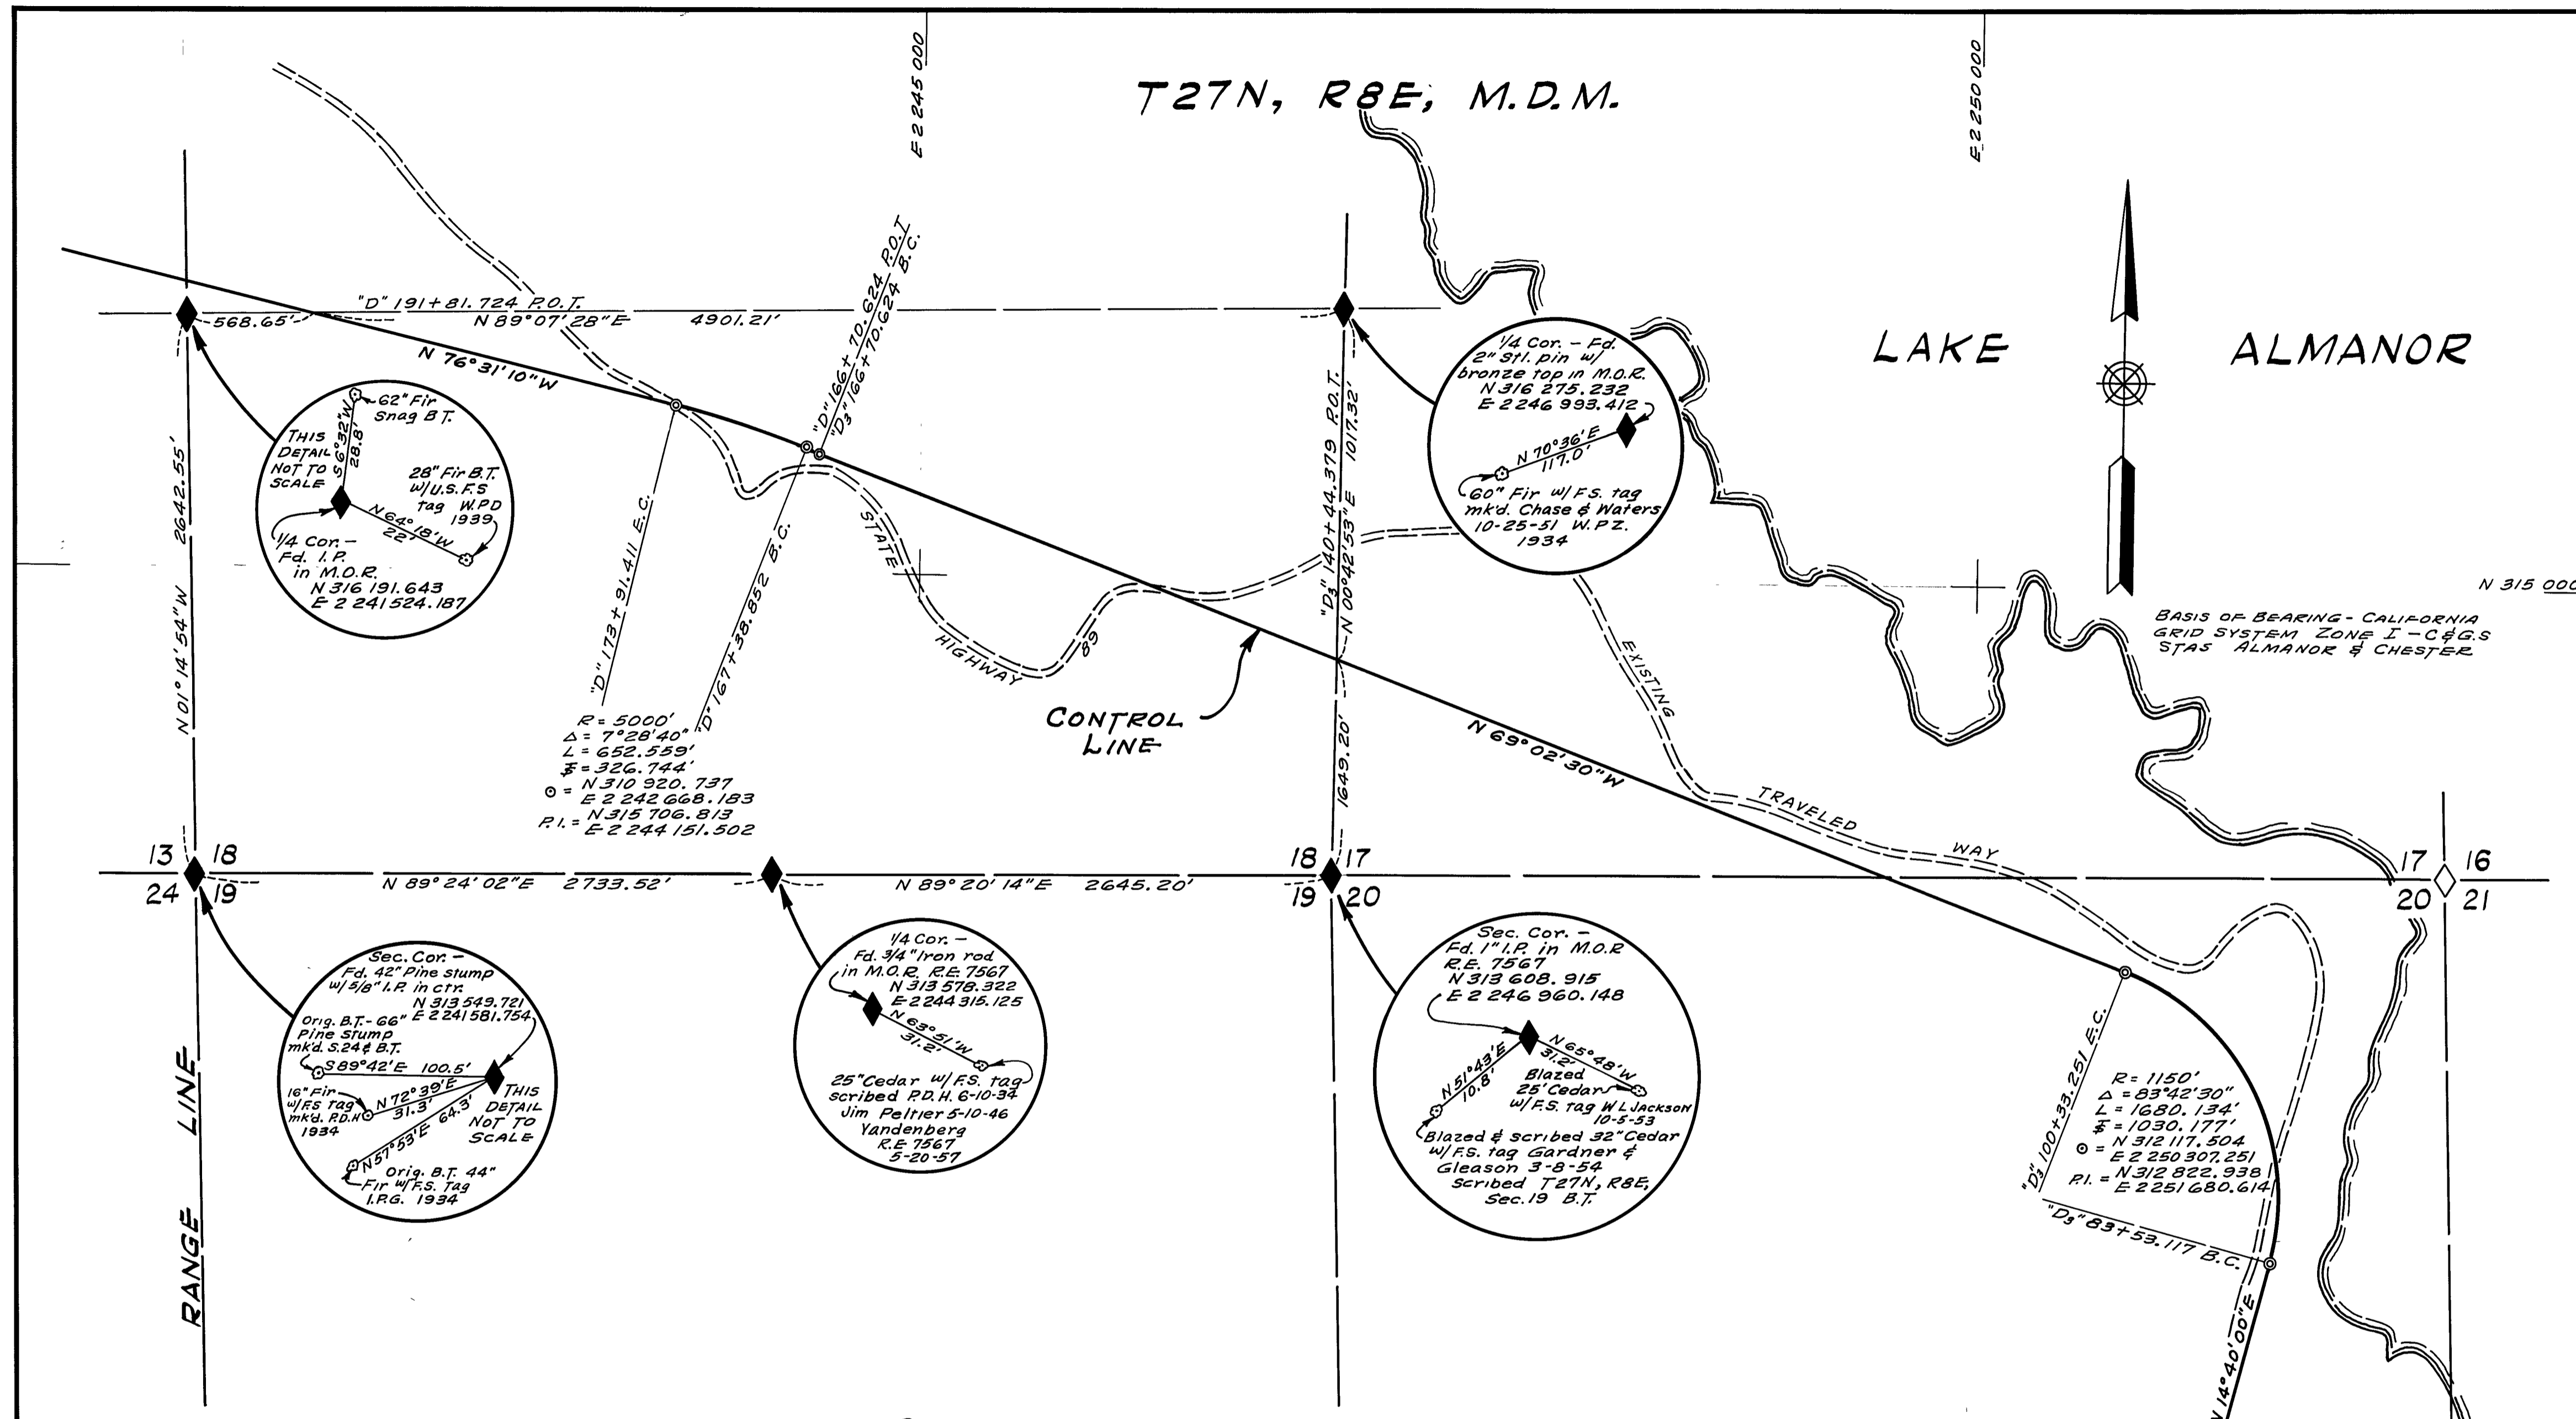 T27N, R8E, M.D.M.
E 2 245 000
E 2 250 000
LAKE ALMANOR
N 315 000
BASIS OF BEARING - CALIFORNIA
GRID SYSTEM ZONE I - C&G.S
STAS ALMANOR & CHESTER
"D" 191+81.724 P.O.T.
568.65'
N 89°07'28"E 4901.21'
N 76°31'10"W
"D" 166+70.624 P.O.T
"D3" 166+70.624 B.C.
N 01°14'54"W 2642.55'
THIS
DETAIL
NOT TO
SCALE
S 6°32'W
28.8'
62" Fir
Snag B T.
28" Fir B.T.
w/U.S.F.S
tag W.P.D
1939
N 64°18'W
22'
1/4 Cor. -
Fd. I.P.
in M.O.R.
N 316 191.643
E 2 241 524.187
"D" 173+91.411 E.C.
"D" 167+38.852 B.C.
R = 5000'
Δ = 7°28'40"
L = 652.559'
T = 326.744'
⊙ = N 310 920.737
E 2 242 668.183
P.I. = N 315 706.813
E 2 244 151.502
STATE
HIGHWAY
89
CONTROL
LINE
"D3" 140+44.379 P.O.T.
N 00°42'53"E 1017.32'
1649.20'
1/4 Cor. - Fd.
2" Stl. pin w/
bronze top in M.O.R.
N 316 275.232
E 2 246 993.412
N 70°36'E
117.0'
60" Fir w/F.S. tag
mk'd. Chase & Waters
10-25-51 W.P.Z.
1934
EXISTING
TRAVELED
WAY
N 69°02'30"W
13 18
24 19
N 89°24'02"E 2733.52'
N 89°20'14"E 2645.20'
18 17
19 20
17 16
20 21
Sec. Cor. -
Fd. 42" Pine stump
w/5/8" I.P. in ctr.
N 313 549.721
E 2 241 581.754
Orig. B.T. - 66"
Pine stump
mk'd. S.24 & B.T.
S 89°42'E 100.5'
16" Fir
w/F.S tag
mk'd. P.D.H
1934
N 72°39'E
31.3'
N 57°53'E 64.3'
THIS
DETAIL
NOT TO
SCALE
Orig. B.T. 44"
Fir w/F.S. Tag
I.P.G. 1934
1/4 Cor. -
Fd. 3/4" Iron rod
in M.O.R. R.E. 7567
N 313 578.322
E 2 244 315.125
N 63°51'W
31.2'
25" Cedar w/F.S. tag
scribed P.D.H. 6-10-34
Jim Peltier 5-10-46
Vandenberg
R.E 7567
5-20-57
Sec. Cor. -
Fd. 1" I.P. in M.O.R
R.E. 7567
N 313 608.915
E 2 246 960.148
N 51°43'E
10.8'
N 65°48'W
31.2'
Blazed
25' Cedar
w/F.S. tag W L JACKSON
10-5-53
Blazed & scribed 32" Cedar
w/F.S. tag Gardner &
Gleason 3-8-54
Scribed T27N, R8E,
Sec. 19 B.T.
"D3" 100+33.251 E.C.
R = 1150'
Δ = 83°42'30"
L = 1680.134'
T = 1030.177'
⊙ = N 312 117.504
E 2 250 307.251
P.I. = N 312 822.938
E 2 251 680.614
"D3" 83+53.117 B.C.
N 14°40'00"E
RANGE LINE